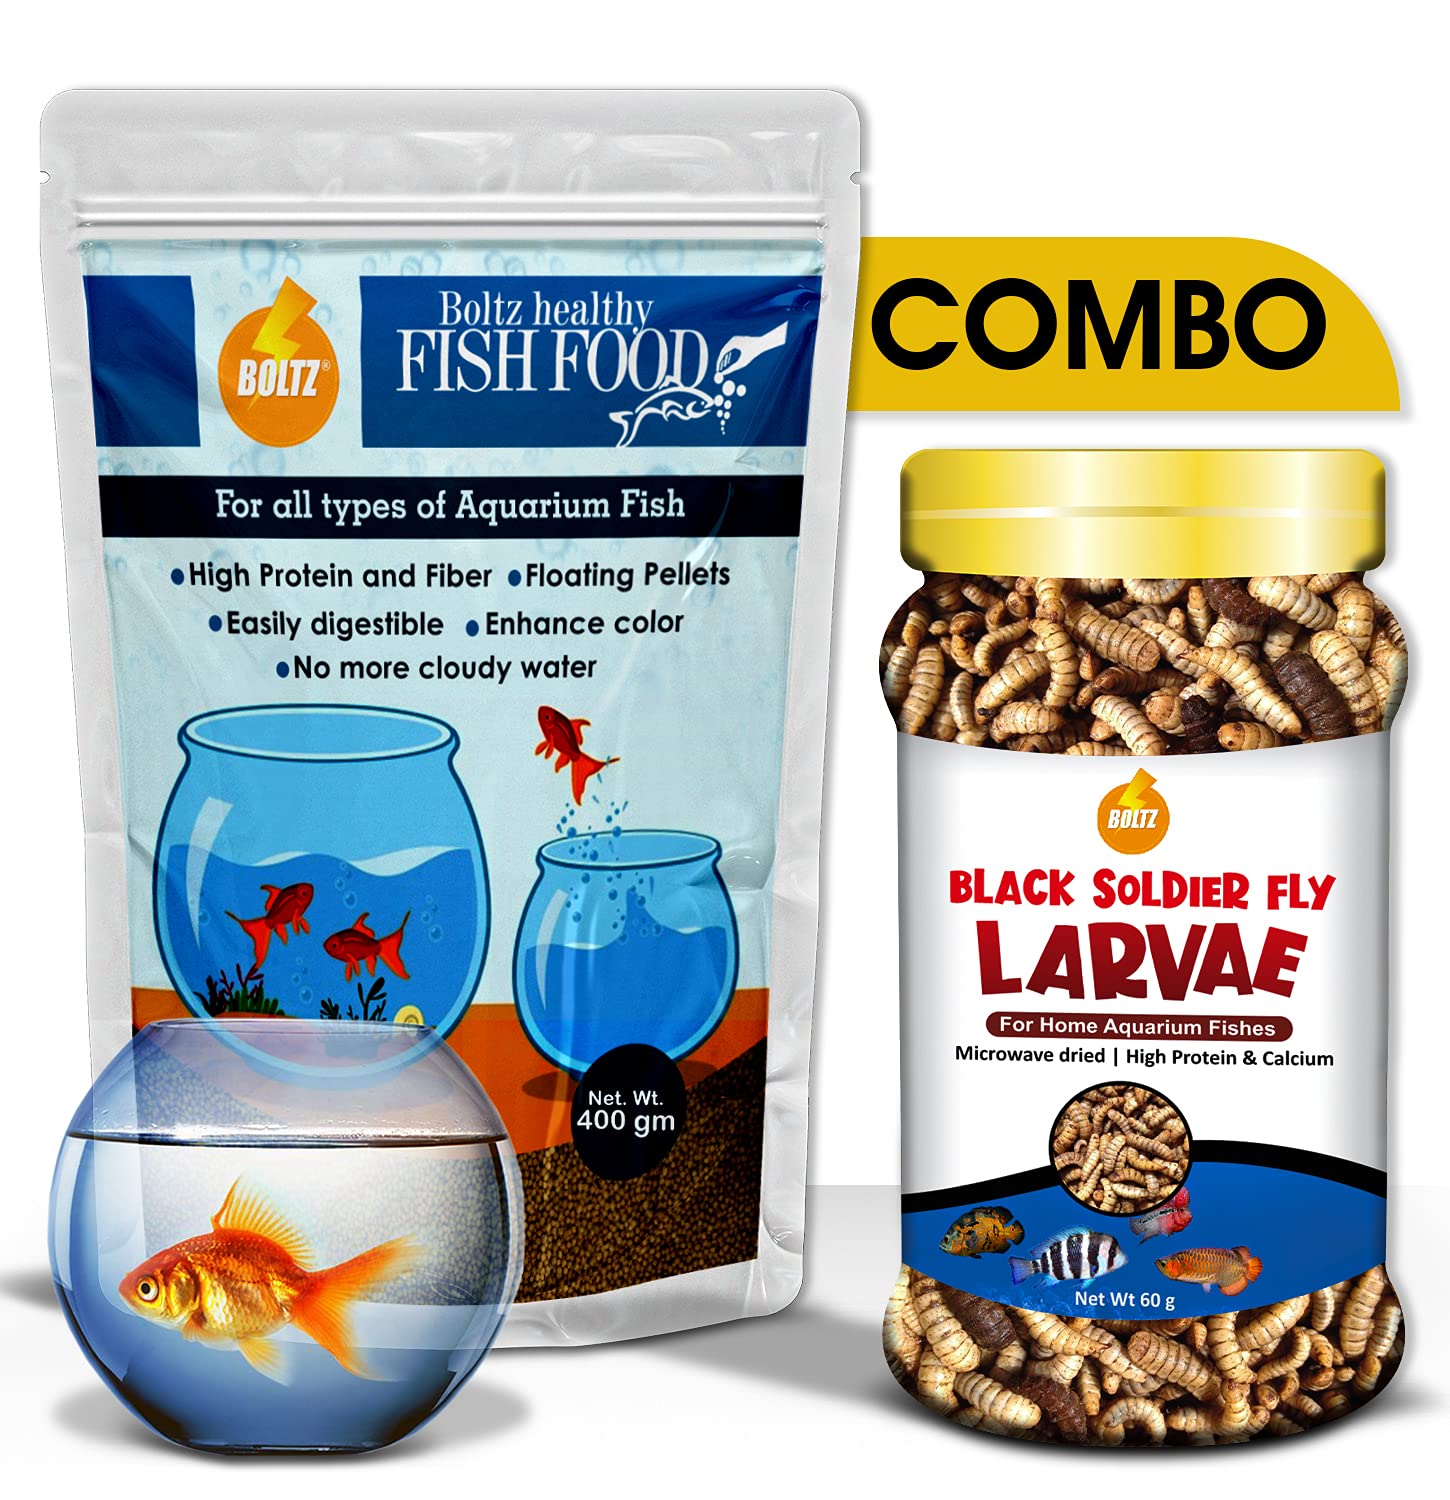 COMBO
BOLTZ®
Boltz healthy
FISH FOOD
For all types of Aquarium Fish
•High Protein and Fiber •Floating Pellets
•Easily digestible •Enhance color
•No more cloudy water
Net. Wt.
400 gm
BOLTZ
BLACK SOLDIER FLY
LARVAE
For Home Aquarium Fishes
Microwave dried | High Protein & Calcium
Net Wt 60 g